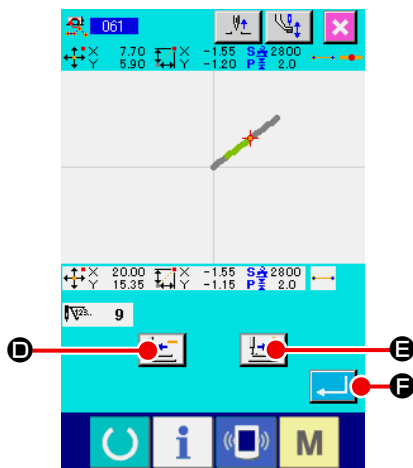 061
X 7.70 X -1.55 S 2800
Y 5.90 Y -1.20 P 2.0
X 20.00 X -1.55 S 2800
Y 15.35 Y -1.15 P 2.0
N123.. 9
D E
F
i M